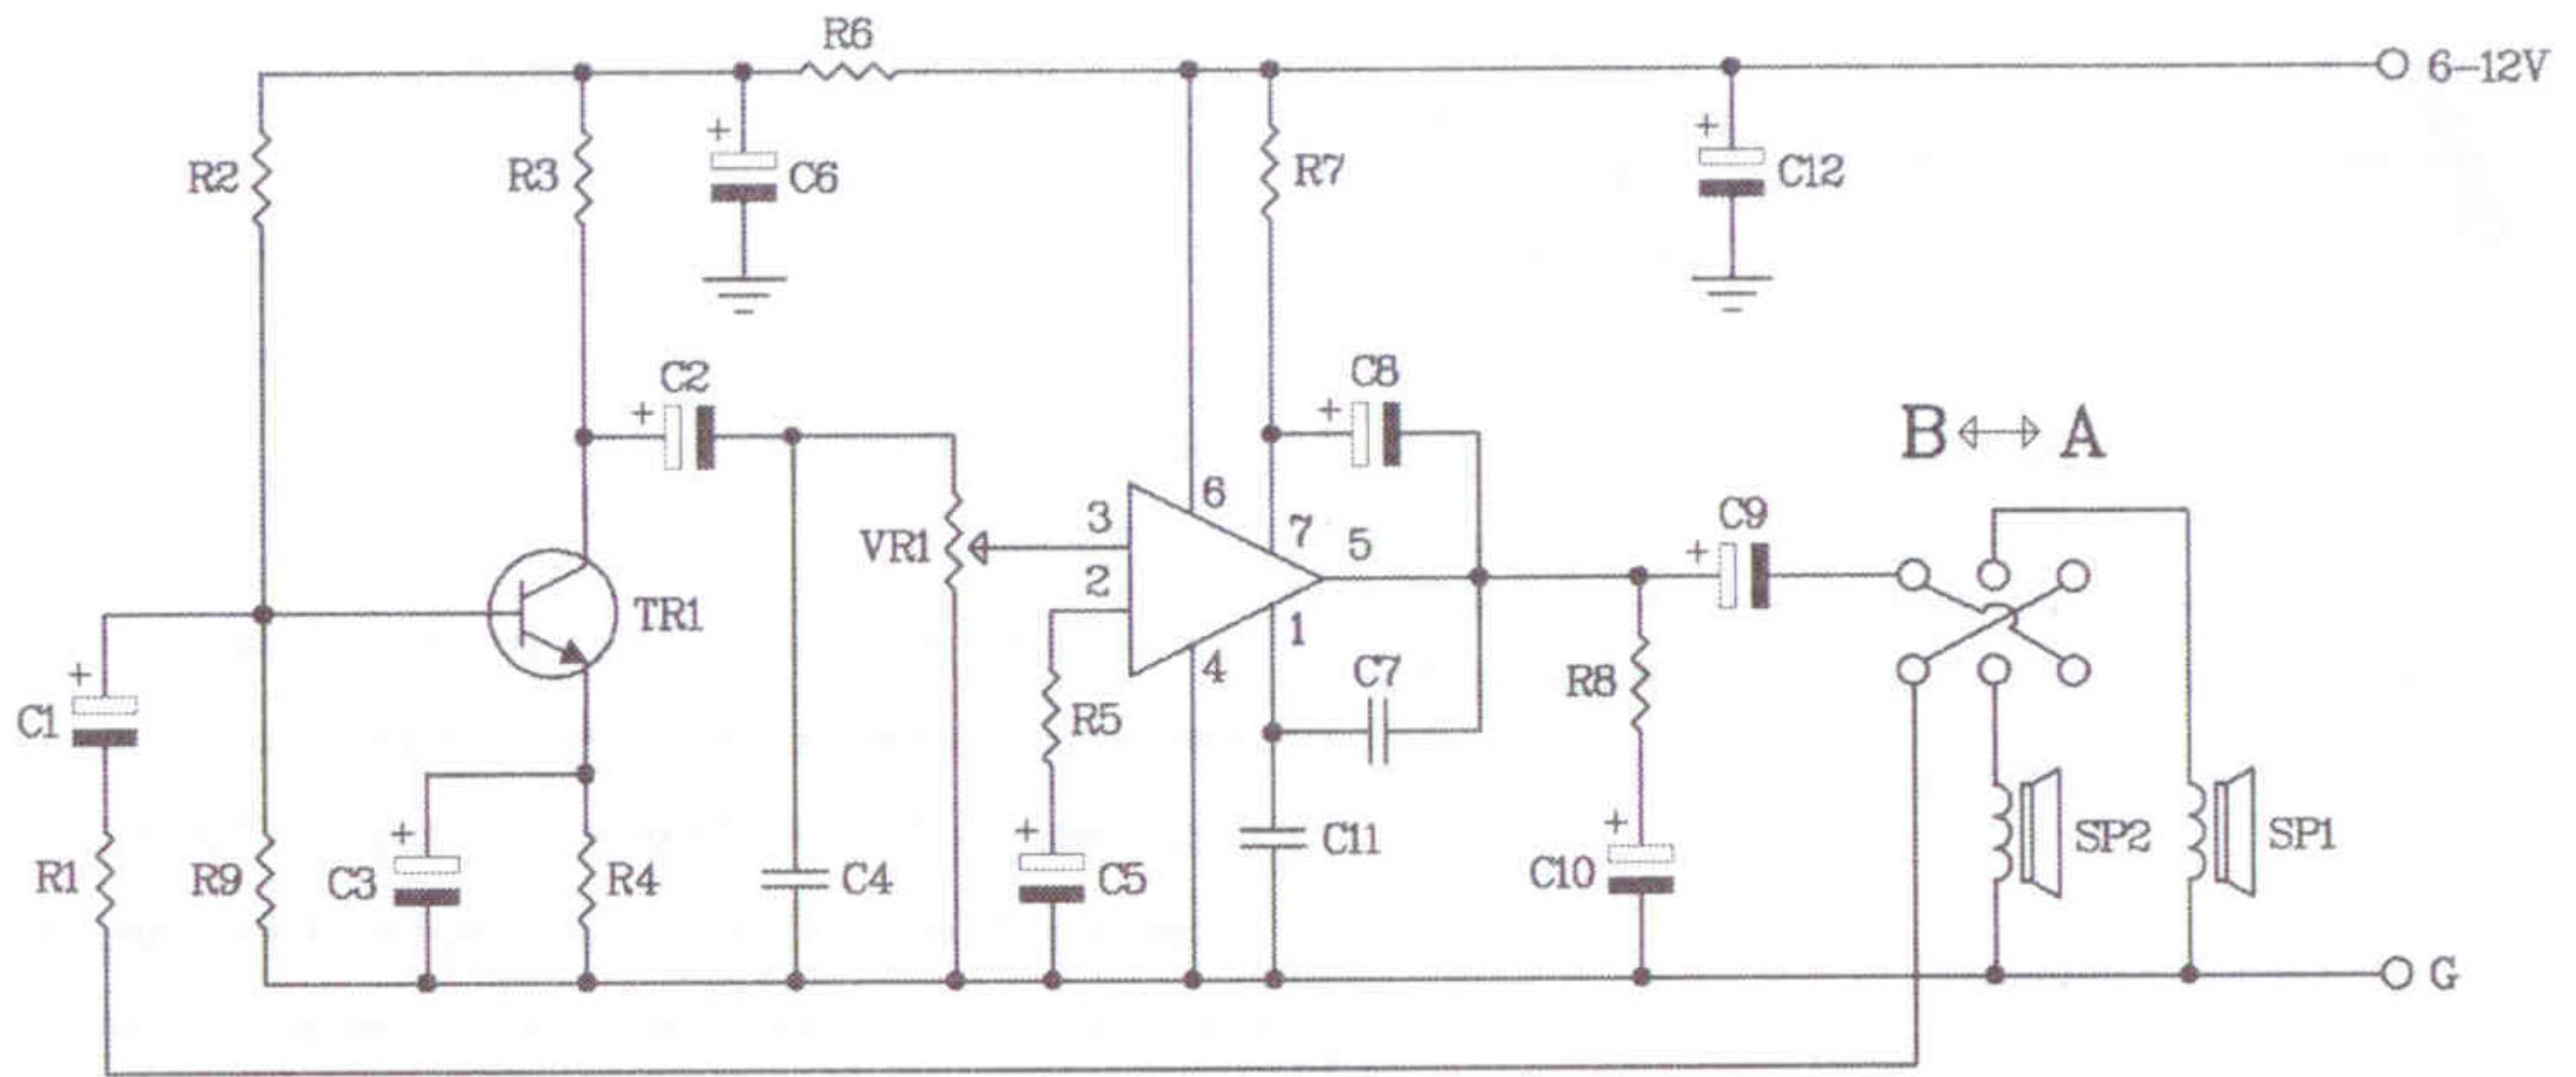 R6
6-12V
R2
R3
+
C6
R7
+
C12
C2
+
C8
+
B A
VR1
3
6
7
5
2
1
4
C9
+
TR1
C1
+
R5
C7
R8
R1
R9
C3
+
R4
C4
+
C5
C11
+
C10
SP2
SP1
G